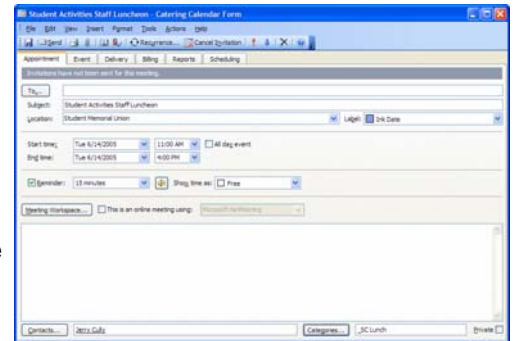 Student Activities Staff Luncheon - Catering Calendar Form
File Edit View Insert Format Tools Actions Help
Send Recurrence... Cancel Invitation
Appointment Event Delivery Billing Reports Scheduling
Invitations have not been sent for this meeting.
To...
Subject: Student Activities Staff Luncheon
Location: Student Memorial Union Label: Ink Date
Start time: Tue 6/14/2005 11:00 AM All day event
End time: Tue 6/14/2005 4:00 PM
Reminder: 15 minutes Show time as: Free
Meeting Workspace... This is an online meeting using: Microsoft NetMeeting
e
Contacts... Jerry Cully Categories... _SC Lunch Private